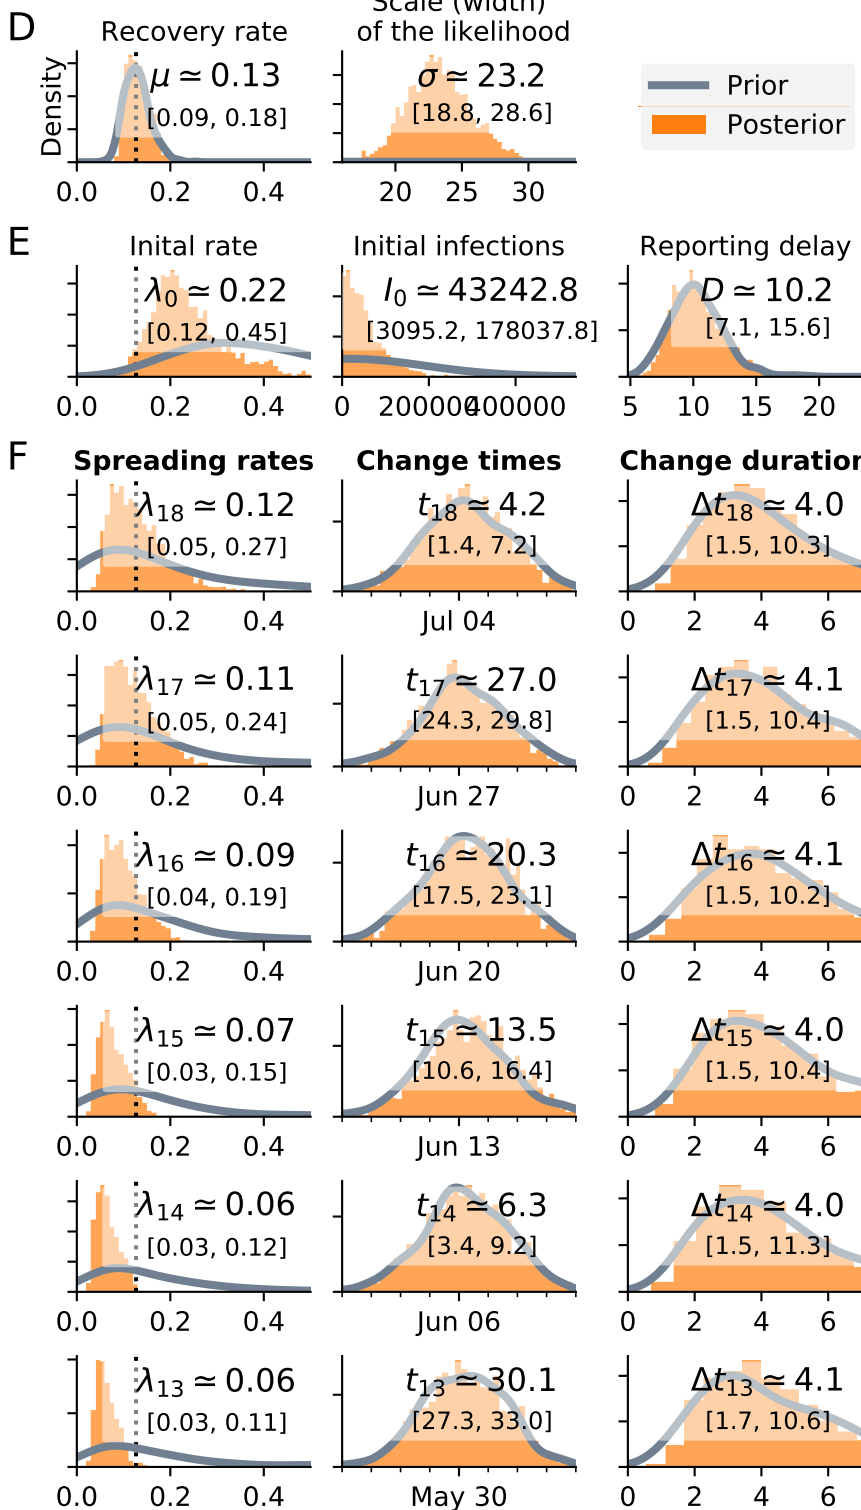 D
Recovery rate
Scale (width)
of the likelihood
Density
μ ≃ 0.13
[0.09, 0.18]
σ ≃ 23.2
[18.8, 28.6]
Prior
Posterior
0.0 0.2 0.4
20 25 30
E
Inital rate
Initial infections
Reporting delay
λ0 ≃ 0.22
[0.12, 0.45]
I0 ≃ 43242.8
[3095.2, 178037.8]
D ≃ 10.2
[7.1, 15.6]
0.0 0.2 0.4
0 200000 400000
5 10 15 20
F
Spreading rates
Change times
Change duration
λ18 ≃ 0.12
[0.05, 0.27]
t18 ≃ 4.2
[1.4, 7.2]
Δt18 ≃ 4.0
[1.5, 10.3]
0.0 0.2 0.4
Jul 04
0 2 4 6
λ17 ≃ 0.11
[0.05, 0.24]
t17 ≃ 27.0
[24.3, 29.8]
Δt17 ≃ 4.1
[1.5, 10.4]
0.0 0.2 0.4
Jun 27
0 2 4 6
λ16 ≃ 0.09
[0.04, 0.19]
t16 ≃ 20.3
[17.5, 23.1]
Δt16 ≃ 4.1
[1.5, 10.2]
0.0 0.2 0.4
Jun 20
0 2 4 6
λ15 ≃ 0.07
[0.03, 0.15]
t15 ≃ 13.5
[10.6, 16.4]
Δt15 ≃ 4.0
[1.5, 10.4]
0.0 0.2 0.4
Jun 13
0 2 4 6
λ14 ≃ 0.06
[0.03, 0.12]
t14 ≃ 6.3
[3.4, 9.2]
Δt14 ≃ 4.0
[1.5, 11.3]
0.0 0.2 0.4
Jun 06
0 2 4 6
λ13 ≃ 0.06
[0.03, 0.11]
t13 ≃ 30.1
[27.3, 33.0]
Δt13 ≃ 4.1
[1.7, 10.6]
0.0 0.2 0.4
May 30
0 2 4 6